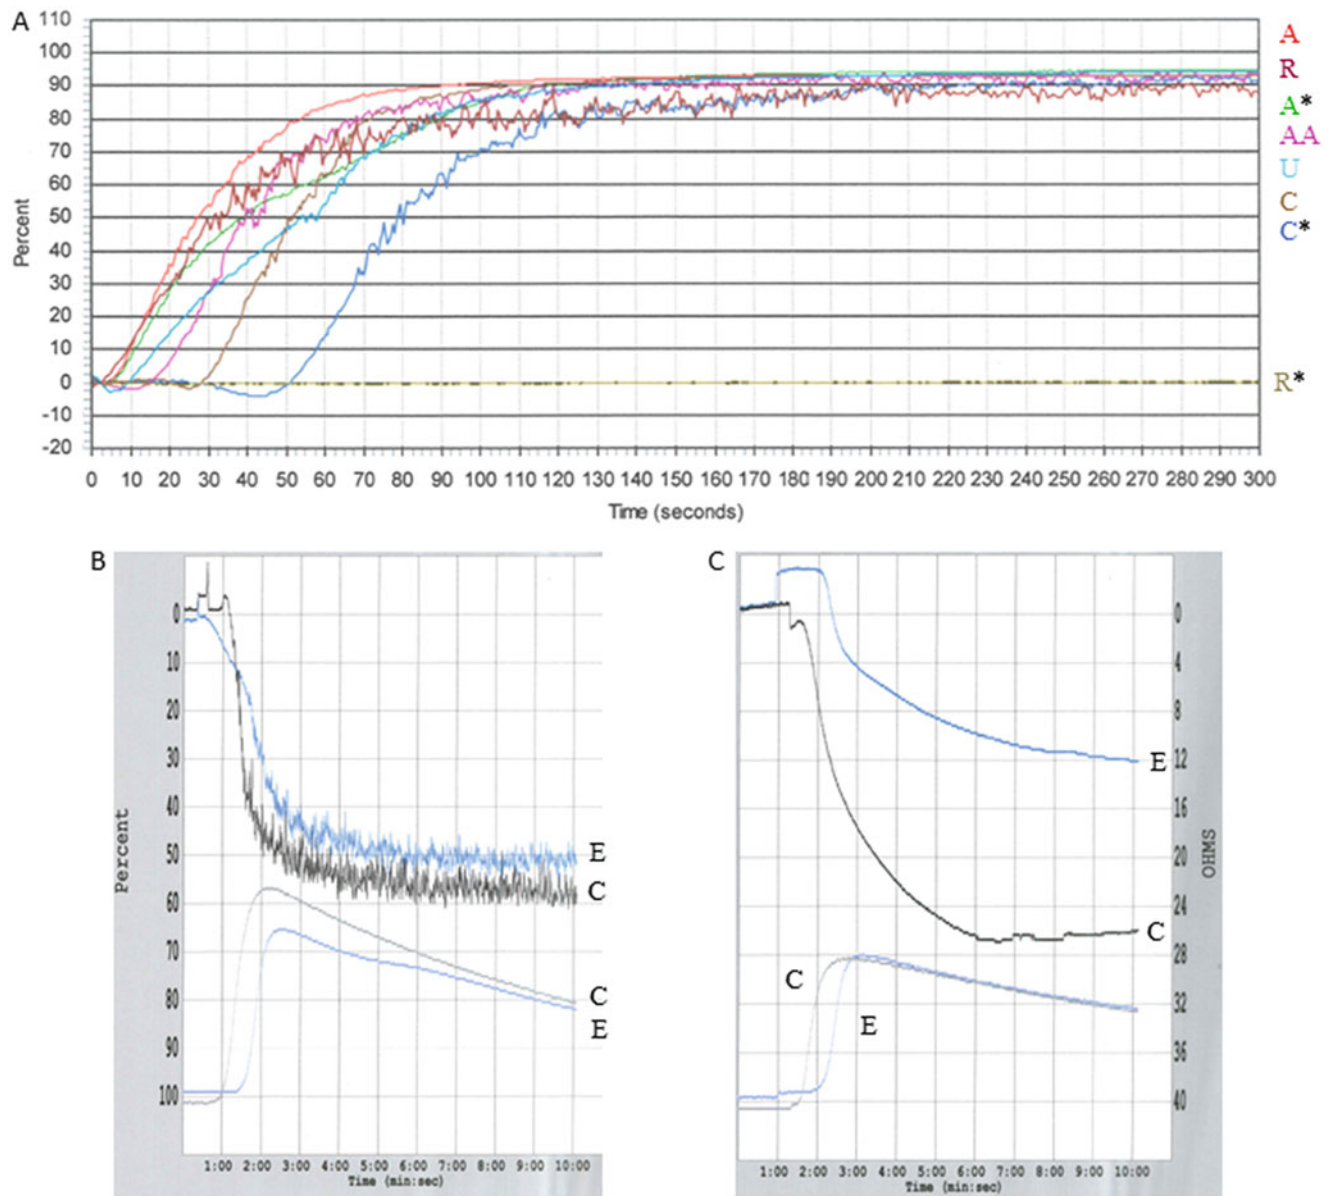 A
110
100
90
80
70
60
50
40
30
20
10
0
-10
-20
Percent
0 10 20 30 40 50 60 70 80 90 100 110 120 130 140 150 160 170 180 190 200 210 220 230 240 250 260 270 280 290 300
Time (seconds)
A
R
A*
AA
U
C
C*
R*
B
0
10
20
30
40
50
60
70
80
90
100
Percent
E
C
C
E
1:00 2:00 3:00 4:00 5:00 6:00 7:00 8:00 9:00 10:00
Time (min:sec)
C
0
4
8
12
16
20
24
28
32
36
40
OHMS
E
C
C
E
1:00 2:00 3:00 4:00 5:00 6:00 7:00 8:00 9:00 10:00
Time (min:sec)